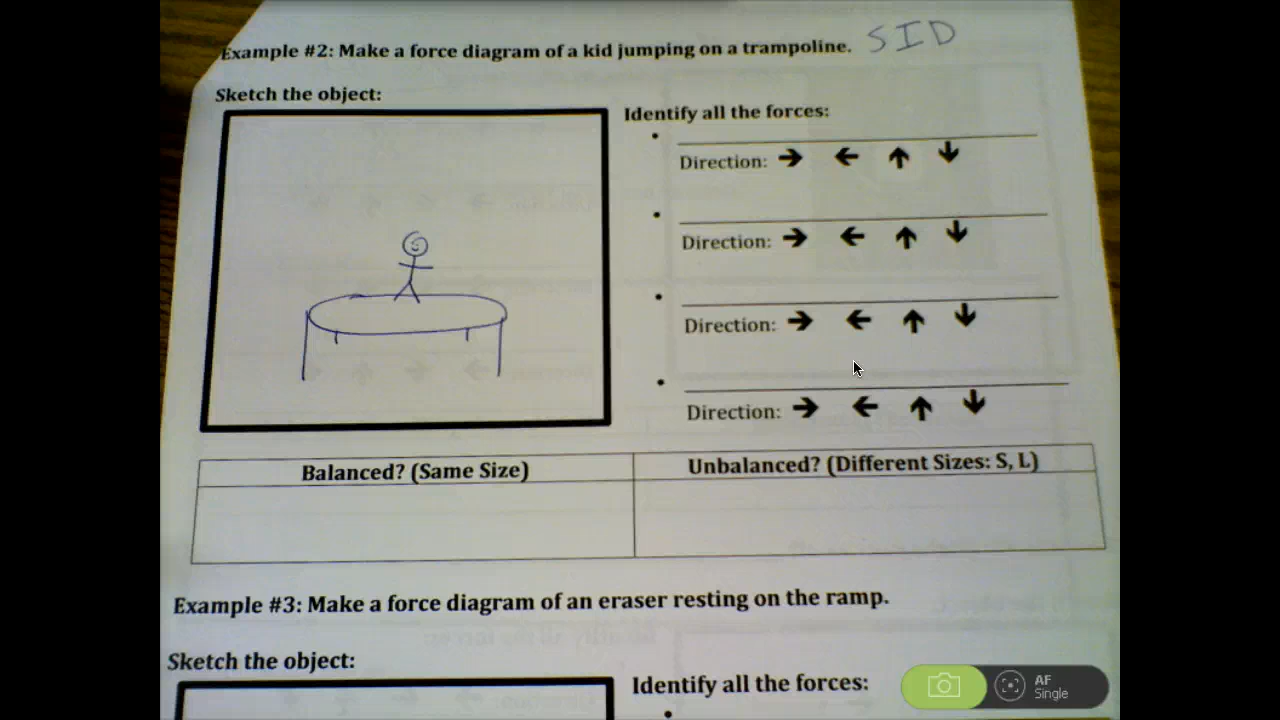 Example #2: Make a force diagram of a kid jumping on a trampoline. SID
Sketch the object:
Identify all the forces:
Direction: → ← ↑ ↓
Direction: → ← ↑ ↓
Direction: → ← ↑ ↓
Direction: → ← ↑ ↓
Balanced? (Same Size)
Unbalanced? (Different Sizes: S, L)
Example #3: Make a force diagram of an eraser resting on the ramp.
Sketch the object:
Identify all the forces:
AF
Single